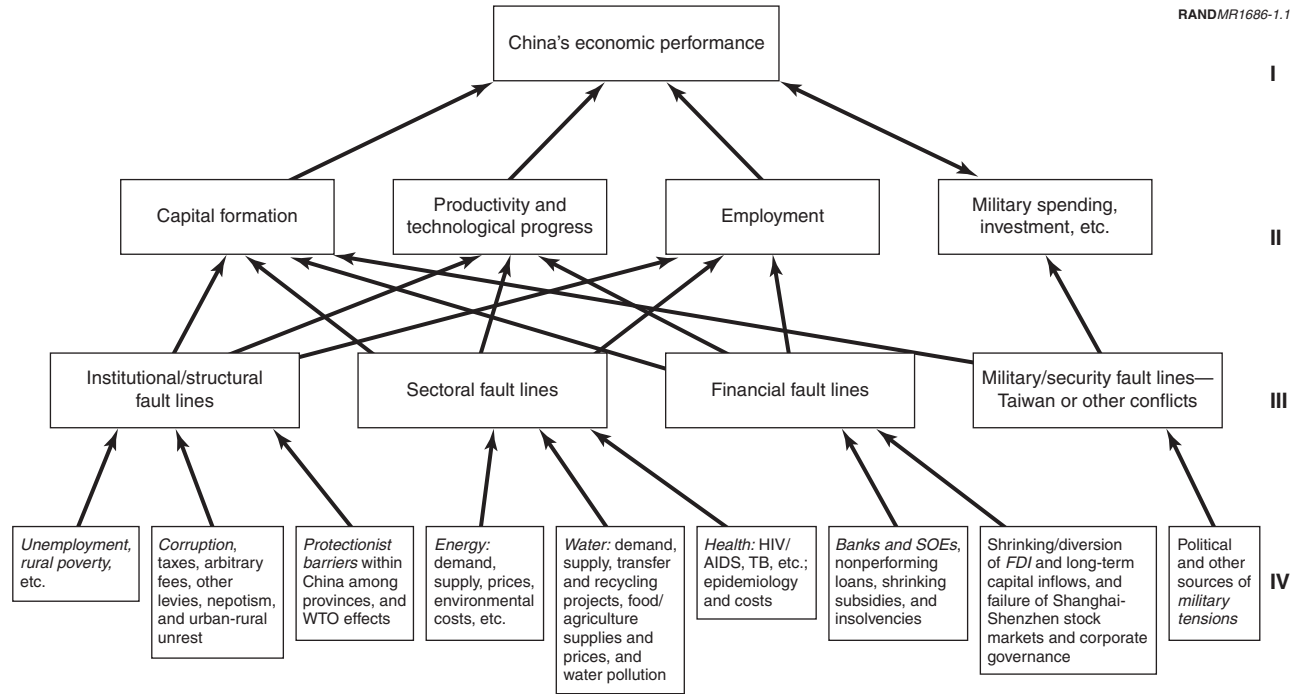 RANDMR1686-1.1
China's economic performance
I
Capital formation
Productivity and
technological progress
Employment
Military spending,
investment, etc.
II
Institutional/structural
fault lines
Sectoral fault lines
Financial fault lines
Military/security fault lines—
Taiwan or other conflicts
III
Unemployment,
rural poverty,
etc.
Corruption,
taxes, arbitrary
fees, other
levies, nepotism,
and urban-rural
unrest
Protectionist
barriers within
China among
provinces, and
WTO effects
Energy:
demand,
supply, prices,
environmental
costs, etc.
Water: demand,
supply, transfer
and recycling
projects, food/
agriculture
supplies and
prices, and
water pollution
Health: HIV/
AIDS, TB, etc.;
epidemiology
and costs
Banks and SOEs,
nonperforming
loans, shrinking
subsidies, and
insolvencies
Shrinking/diversion
of FDI and long-term
capital inflows, and
failure of Shanghai-
Shenzhen stock
markets and corporate
governance
Political
and other
sources of
military
tensions
IV